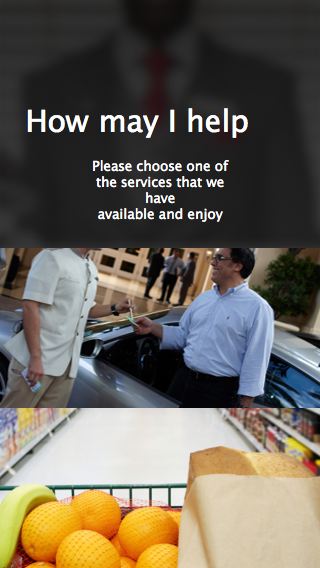 How may I help
Please choose one of
the services that we
have
available and enjoy